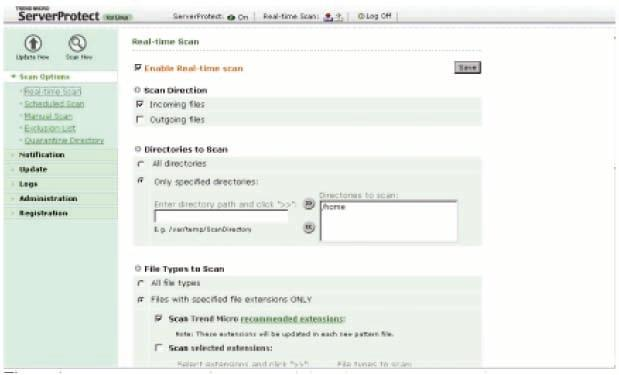 TREND MICRO
ServerProtect for Linux
ServerProtect: On | Real-time Scan: | Log Off |
Update Now Scan Now
Scan Options
Real-time Scan
Scheduled Scan
Manual Scan
Exclusion List
Quarantine Directory
Notification
Update
Logs
Administration
Registration
Real-time Scan
Enable Real-time scan
Save
Scan Direction
Incoming files
Outgoing files
Directories to Scan
All directories
Only specified directories:
Enter directory path and click ">>":
Directories to scan:
/home
E.g. /var/temp/ScanDirectory
File Types to Scan
All file types
Files with specified file extensions ONLY
Scan Trend Micro recommended extensions:
Note: These extensions will be updated in each new pattern file.
Scan selected extensions:
Select extensions and click ">>": File types to scan: